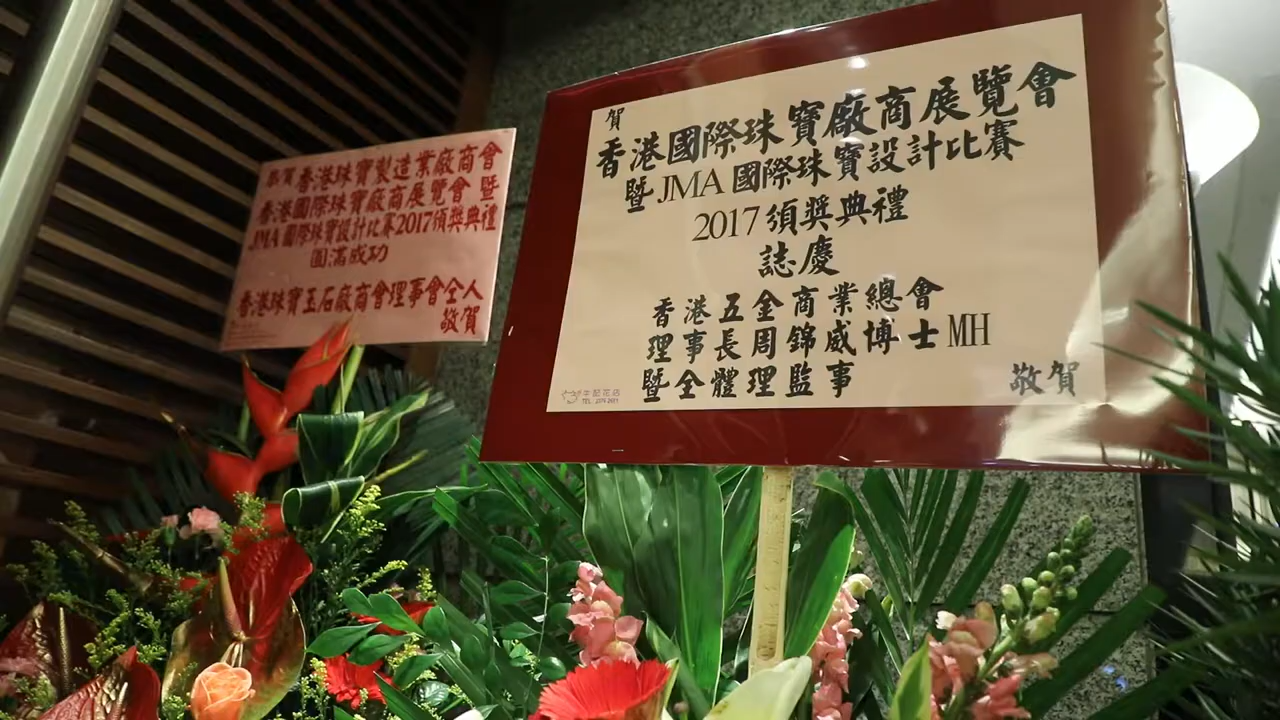 恭賀 香港珠寶製造業廠商會
香港國際珠寶廠商展覽會 暨
JMA 國際珠寶設計比賽2017頒獎典禮
圓滿成功
香港珠寶玉石廠商會理事會仝人
敬賀
賀
香港國際珠寶廠商展覽會
暨 JMA 國際珠寶設計比賽
2017 頒獎典禮
誌慶
香港五金商業總會
理事長周錦威博士 MH
暨全體理監事
敬賀